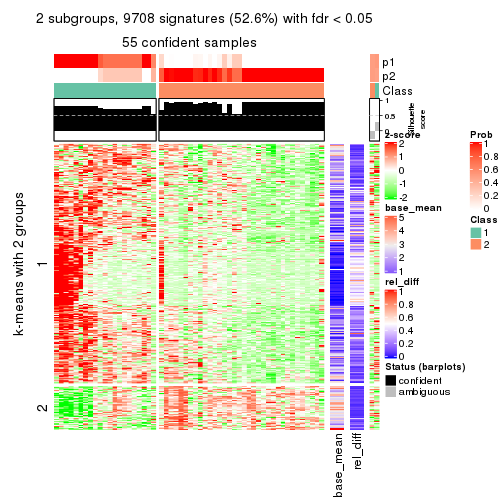 2 subgroups, 9708 signatures (52.6%) with fdr < 0.05
55 confident samples
p1
p2
Class
1
0.5
0
Silhouette
score
k-means with 2 groups
1
2
base_mean
rel_diff
z-score
2
1
0
-1
-2
base_mean
5
4
3
2
1
rel_diff
1
0.8
0.6
0.4
0.2
0
Status (barplots)
confident
ambiguous
Prob
1
0.8
0.6
0.4
0.2
0
Class
1
2